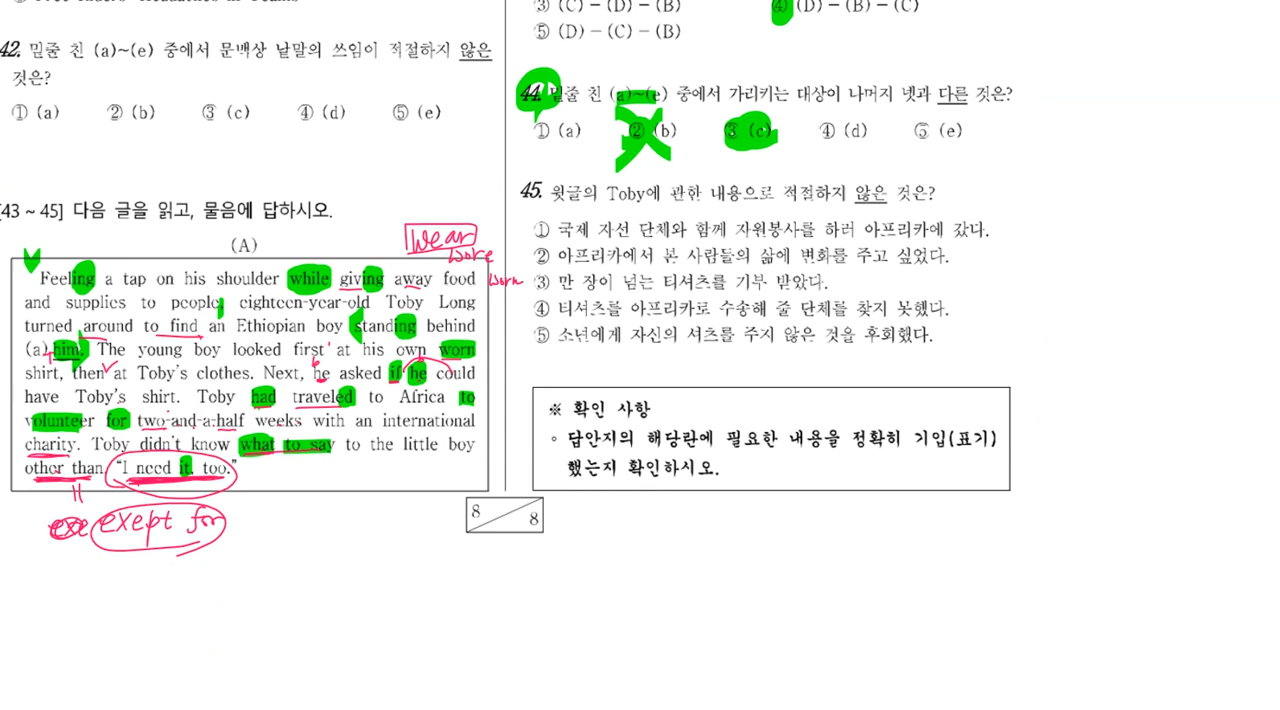 42. 밑줄 친 (a)~(e) 중에서 문맥상 낱말의 쓰임이 적절하지 않은
것은?
① (a) ② (b) ③ (c) ④ (d) ⑤ (e)
[43 ~ 45] 다음 글을 읽고, 물음에 답하시오.
(A)
wear
wore
worn
Feeling a tap on his shoulder while giving away food
and supplies to people, eighteen-year-old Toby Long
turned around to find an Ethiopian boy standing behind
(a) him. The young boy looked first at his own worn
shirt, then at Toby's clothes. Next, he asked if he could
have Toby's shirt. Toby had traveled to Africa to
volunteer for two-and-a-half weeks with an international
charity. Toby didn't know what to say to the little boy
other than, "I need it, too."
exept for
③ (C) - (D) - (B) ④ (D) - (B) - (C)
⑤ (D) - (C) - (B)
44. 밑줄 친 (a)~(e) 중에서 가리키는 대상이 나머지 넷과 다른 것은?
① (a) ② (b) ③ (c) ④ (d) ⑤ (e)
45. 윗글의 Toby에 관한 내용으로 적절하지 않은 것은?
① 국제 자선 단체와 함께 자원봉사를 하러 아프리카에 갔다.
② 아프리카에서 본 사람들의 삶에 변화를 주고 싶었다.
③ 만 장이 넘는 티셔츠를 기부 받았다.
④ 티셔츠를 아프리카로 수송해 줄 단체를 찾지 못했다.
⑤ 소년에게 자신의 셔츠를 주지 않은 것을 후회했다.
※ 확인 사항
◦ 답안지의 해당란에 필요한 내용을 정확히 기입(표기)
했는지 확인하시오.
8
8